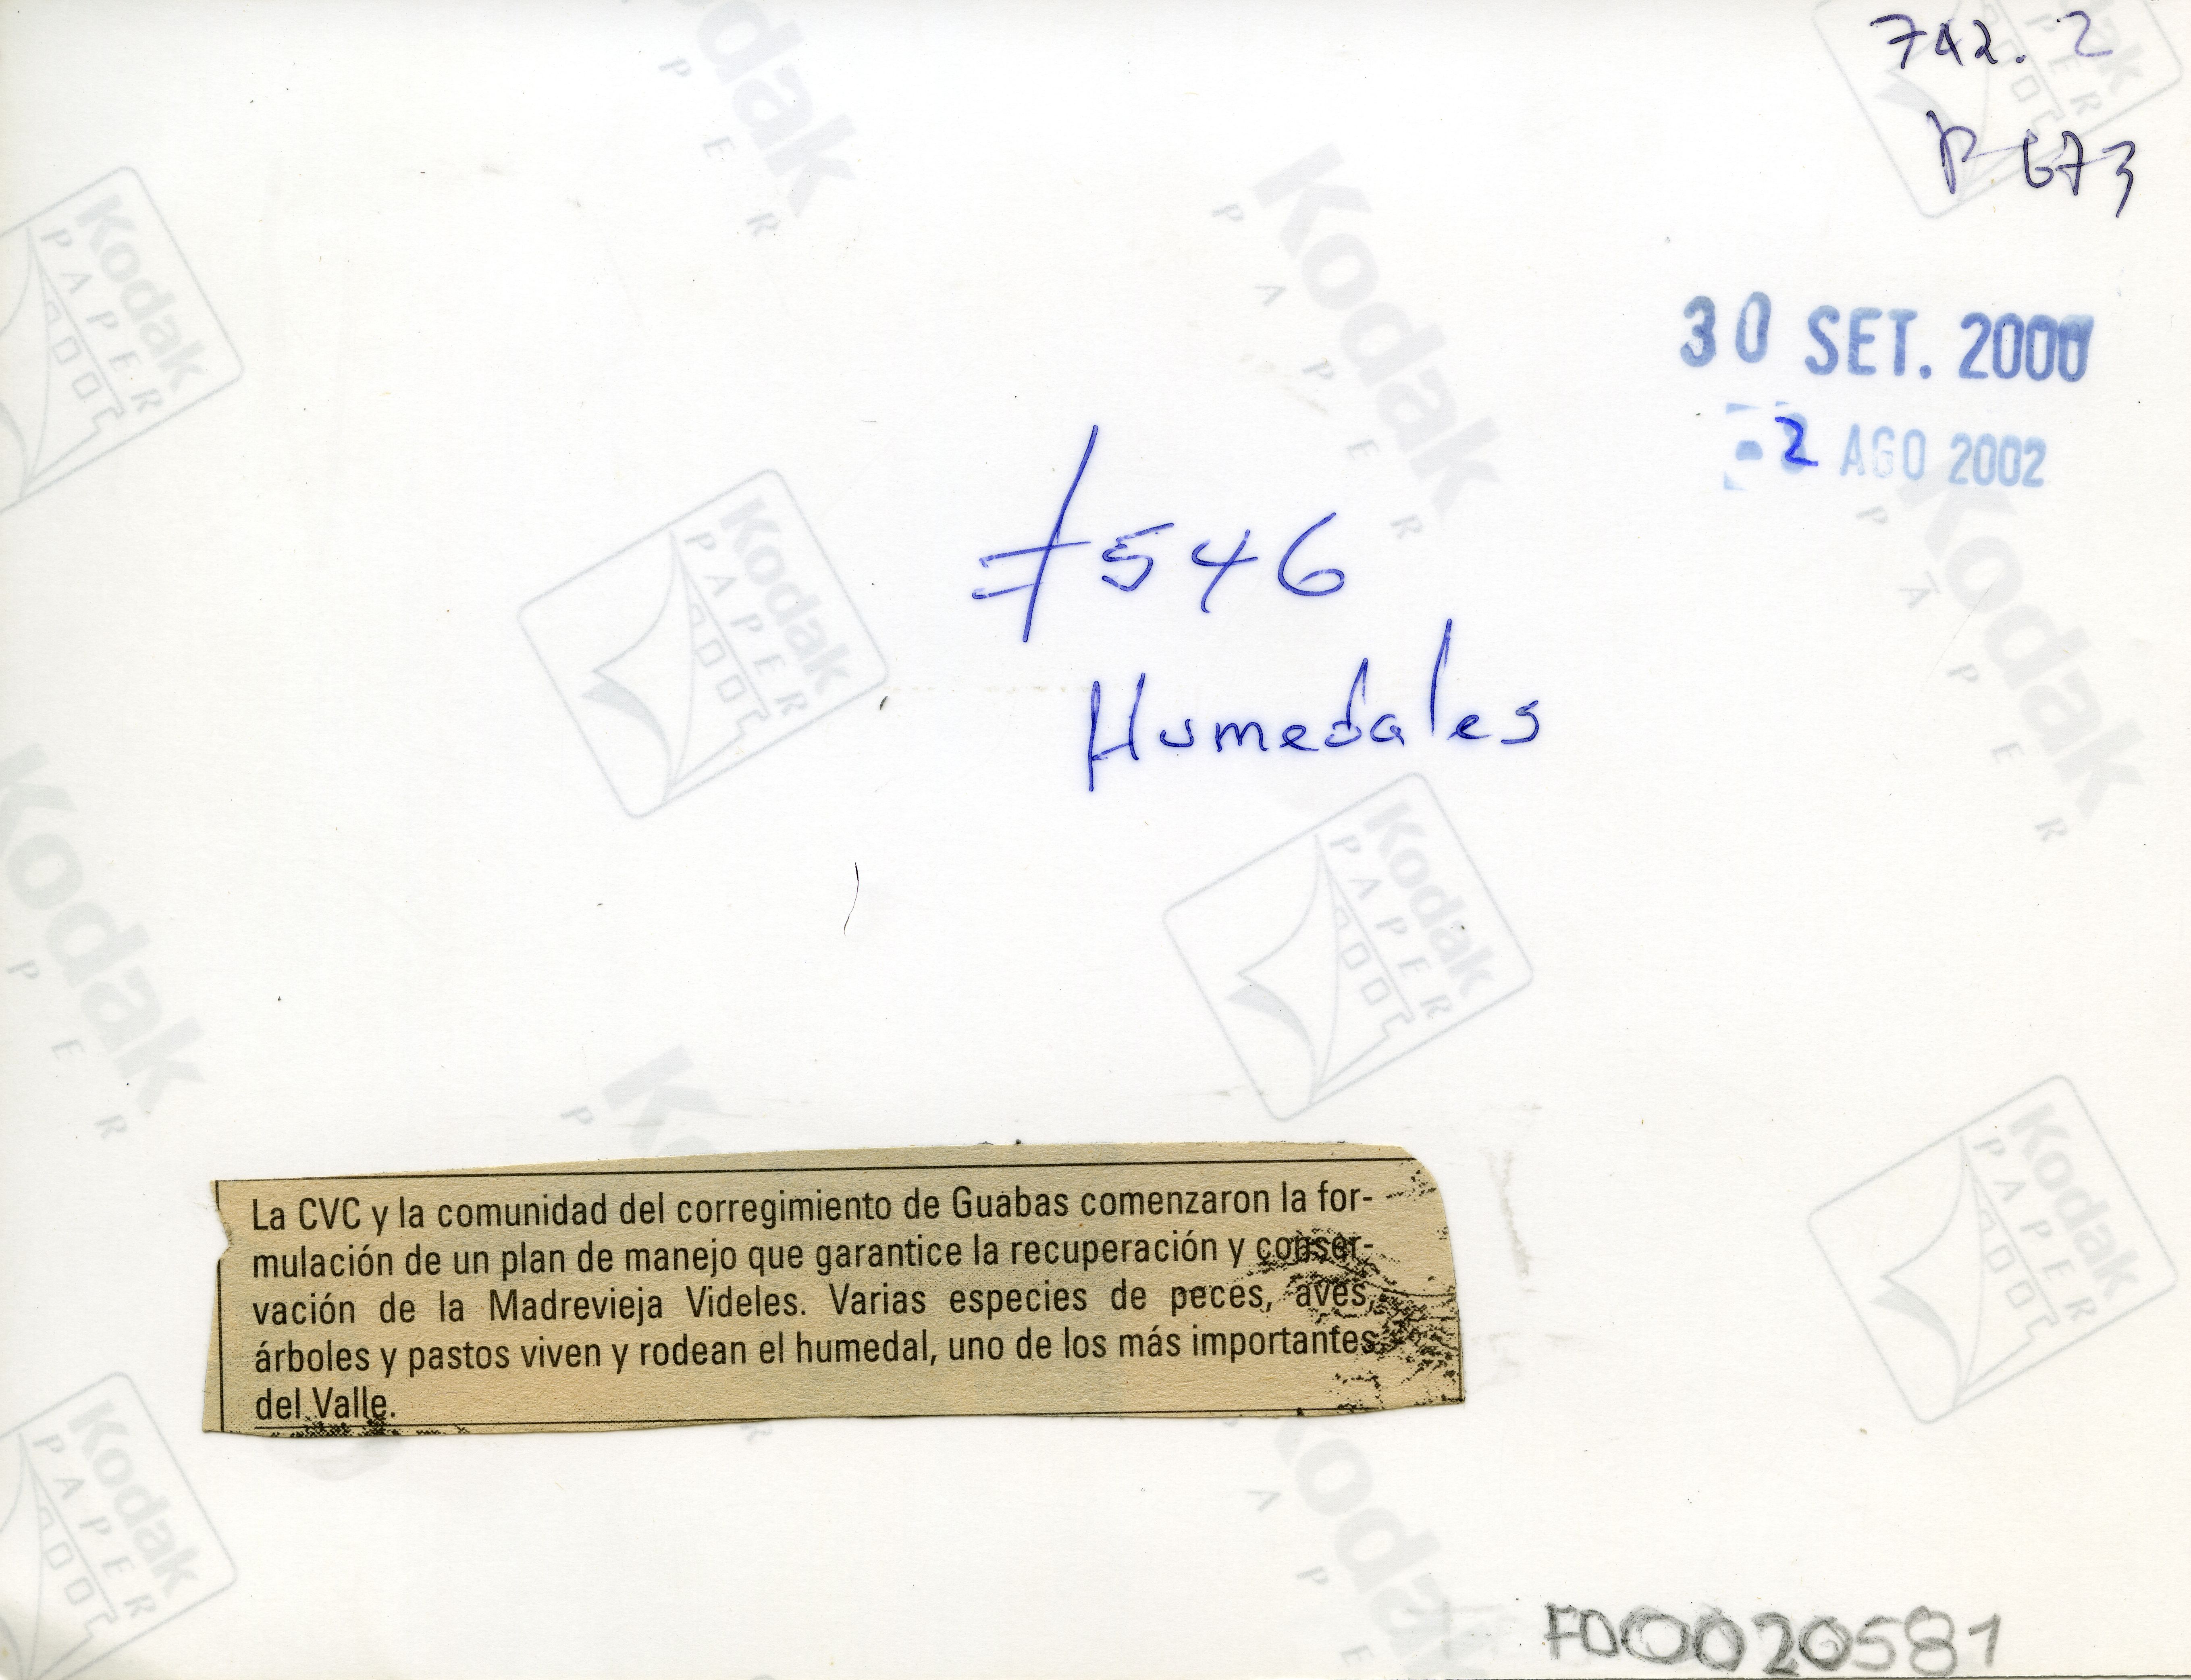 742.2
P 673
30 SET. 2000
-2 AGO 2002
# 546
Humedales
La CVC y la comunidad del corregimiento de Guabas comenzaron la for-
mulación de un plan de manejo que garantice la recuperación y conser-
vación de la Madrevieja Videles. Varias especies de peces, aves,
árboles y pastos viven y rodean el humedal, uno de los más importantes
del Valle.
FD0020581
Kodak
PAPER